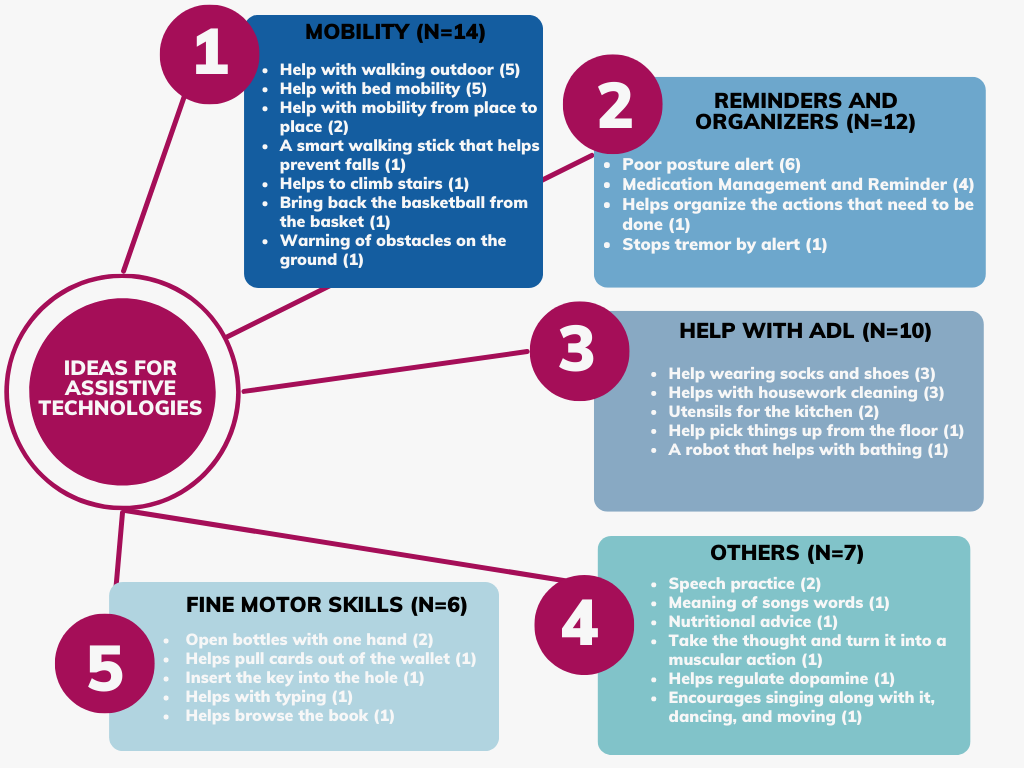 IDEAS FOR
ASSISTIVE
TECHNOLOGIES
1
MOBILITY (N=14)
• Help with walking outdoor (5)
• Help with bed mobility (5)
• Help with mobility from place to
place (2)
• A smart walking stick that helps
prevent falls (1)
• Helps to climb stairs (1)
• Bring back the basketball from
the basket (1)
• Warning of obstacles on the
ground (1)
2
REMINDERS AND
ORGANIZERS (N=12)
• Poor posture alert (6)
• Medication Management and Reminder (4)
• Helps organize the actions that need to be
done (1)
• Stops tremor by alert (1)
3
HELP WITH ADL (N=10)
• Help wearing socks and shoes (3)
• Helps with housework cleaning (3)
• Utensils for the kitchen (2)
• Help pick things up from the floor (1)
• A robot that helps with bathing (1)
4
OTHERS (N=7)
• Speech practice (2)
• Meaning of songs words (1)
• Nutritional advice (1)
• Take the thought and turn it into a
muscular action (1)
• Helps regulate dopamine (1)
• Encourages singing along with it,
dancing, and moving (1)
5
FINE MOTOR SKILLS (N=6)
• Open bottles with one hand (2)
• Helps pull cards out of the wallet (1)
• Insert the key into the hole (1)
• Helps with typing (1)
• Helps browse the book (1)